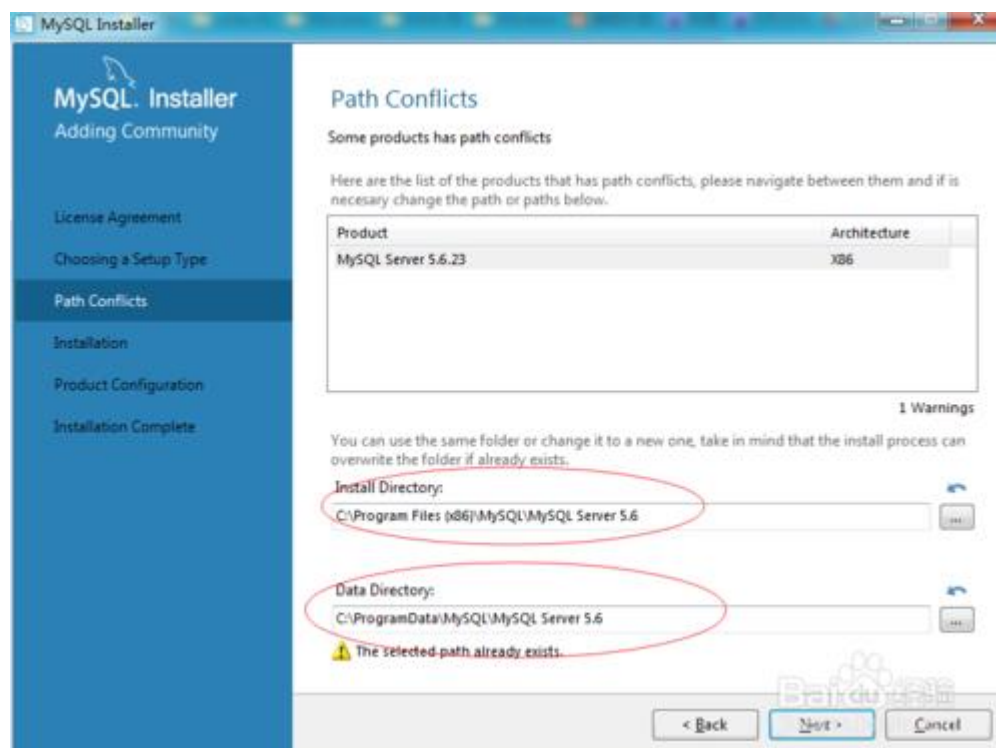 MySQL Installer
MySQL. Installer
Adding Community
License Agreement
Choosing a Setup Type
Path Conflicts
Installation
Product Configuration
Installation Complete
Path Conflicts
Some products has path conflicts
Here are the list of the products that has path conflicts, please navigate between them and if is
necesary change the path or paths below.
Product Architecture
MySQL Server 5.6.23 X86
1 Warnings
You can use the same folder or change it to a new one, take in mind that the install process can
overwrite the folder if already exists.
Install Directory:
C:\Program Files (x86)\MySQL\MySQL Server 5.6
...
Data Directory:
C:\ProgramData\MySQL\MySQL Server 5.6
...
The selected path already exists.
Baidu 经验
< Back Next > Cancel